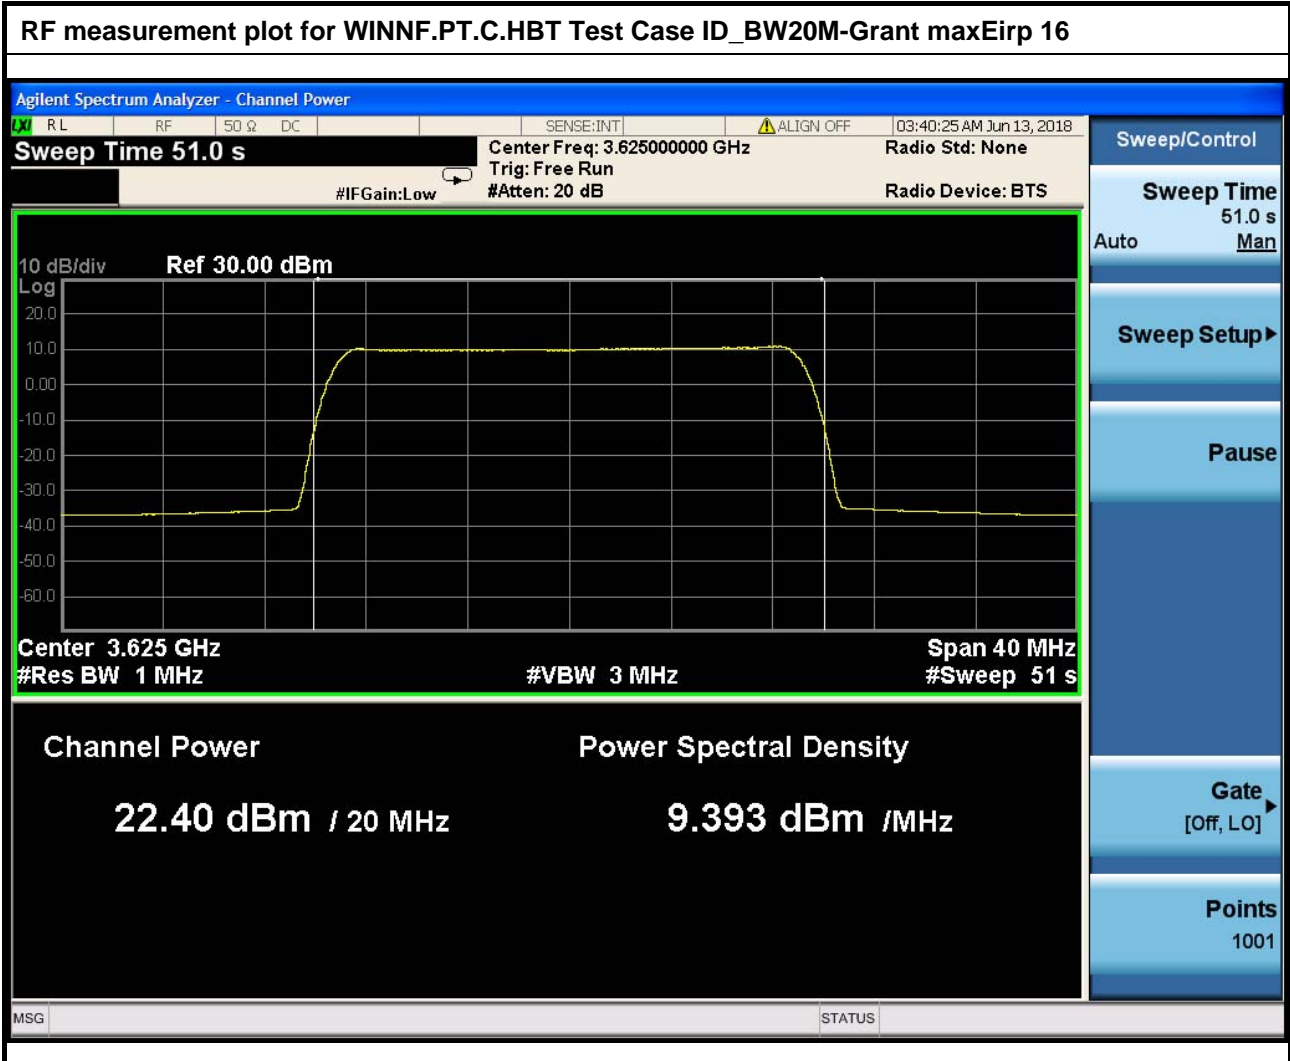 RF measurement plot for WINNF.PT.C.HBT Test Case ID_BW20M-Grant maxEirp 16
Agilent Spectrum Analyzer - Channel Power
LXI RL RF 50 Ω DC SENSE:INT ALIGN OFF 03:40:25 AM Jun 13, 2018
Sweep Time 51.0 s
Center Freq: 3.625000000 GHz
Radio Std: None
Trig: Free Run
#IFGain:Low
#Atten: 20 dB
Radio Device: BTS
10 dB/div
Ref 30.00 dBm
Log
20.0
10.0
0.00
-10.0
-20.0
-30.0
-40.0
-50.0
-60.0
Center 3.625 GHz
Span 40 MHz
#Res BW 1 MHz
#VBW 3 MHz
#Sweep 51 s
Channel Power
Power Spectral Density
22.40 dBm / 20 MHz
9.393 dBm /MHz
Sweep/Control
Sweep Time
51.0 s
Auto Man
Sweep Setup
Pause
Gate
[Off, LO]
Points
1001
MSG
STATUS